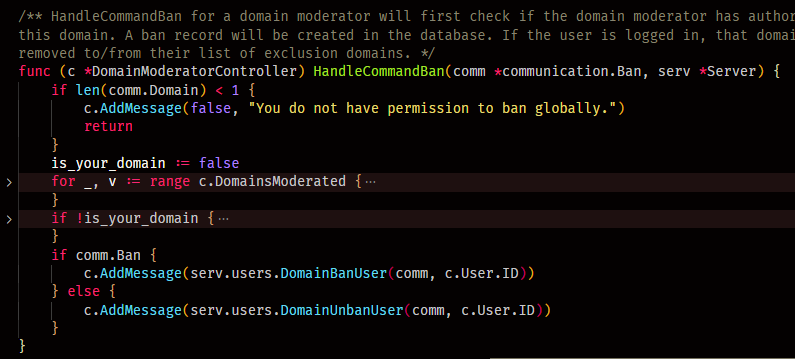 /** HandleCommandBan for a domain moderator will first check if the domain moderator has author
this domain. A ban record will be created in the database. If the user is logged in, that domai
removed to/from their list of exclusion domains. */
func (c *DomainModeratorController) HandleCommandBan(comm *communication.Ban, serv *Server) {
    if len(comm.Domain) < 1 {
        c.AddMessage(false, "You do not have permission to ban globally.")
        return
    }
    is_your_domain := false
    for _, v := range c.DomainsModerated {···
    }
    if !is_your_domain {···
    }
    if comm.Ban {
        c.AddMessage(serv.users.DomainBanUser(comm, c.User.ID))
    } else {
        c.AddMessage(serv.users.DomainUnbanUser(comm, c.User.ID))
    }
}